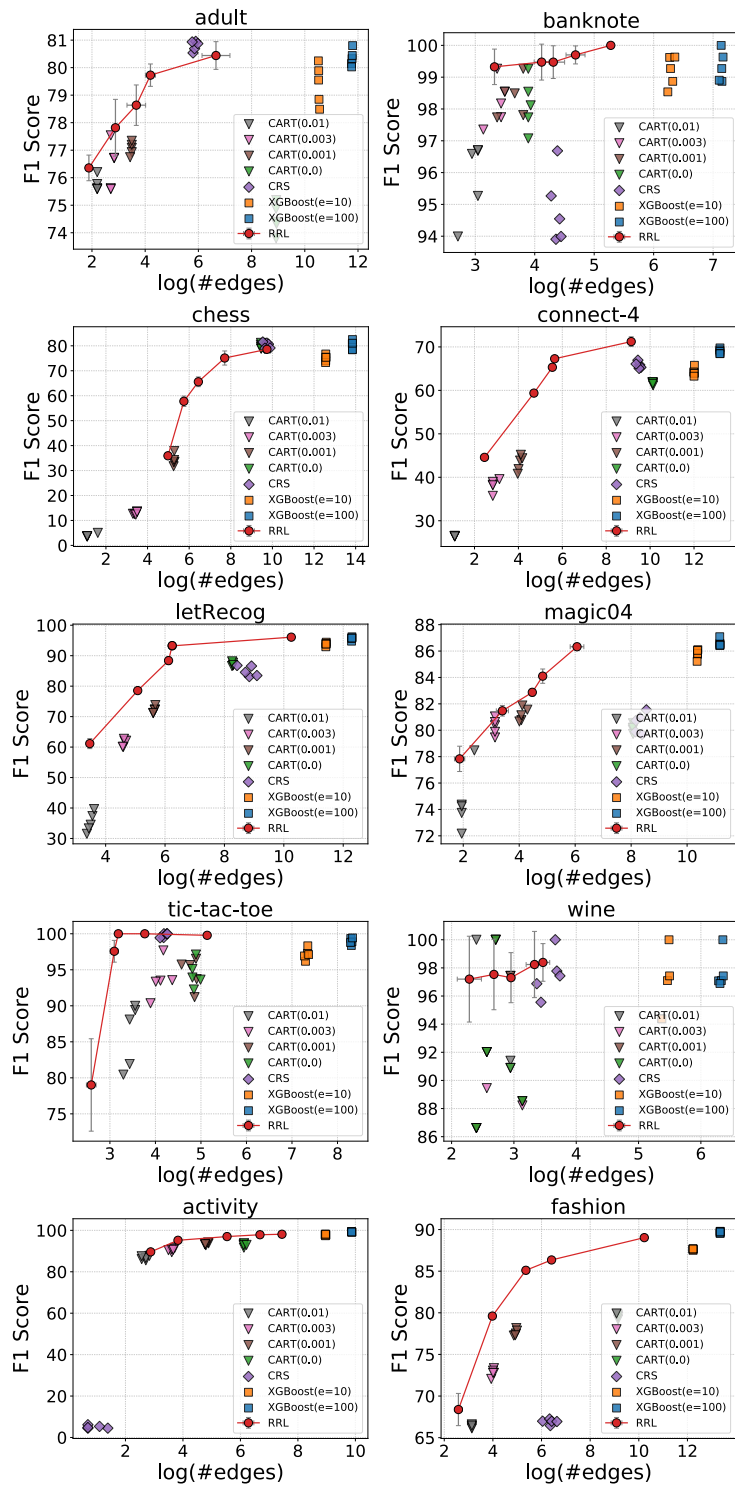 adult
F1 Score
81
80
79
78
77
76
75
74
CART(0.01)
CART(0.003)
CART(0.001)
CART(0.0)
CRS
XGBoost(e=10)
XGBoost(e=100)
RRL
2 4 6 8 10 12
log(#edges)
banknote
F1 Score
100
99
98
97
96
95
94
CART(0.01)
CART(0.003)
CART(0.001)
CART(0.0)
CRS
XGBoost(e=10)
XGBoost(e=100)
RRL
3 4 5 6 7
log(#edges)
chess
F1 Score
80
70
60
50
40
30
20
10
0
CART(0.01)
CART(0.003)
CART(0.001)
CART(0.0)
CRS
XGBoost(e=10)
XGBoost(e=100)
RRL
2 4 6 8 10 12 14
log(#edges)
connect-4
F1 Score
70
60
50
40
30
CART(0.01)
CART(0.003)
CART(0.001)
CART(0.0)
CRS
XGBoost(e=10)
XGBoost(e=100)
RRL
2 4 6 8 10 12
log(#edges)
letRecog
F1 Score
100
90
80
70
60
50
40
30
CART(0.01)
CART(0.003)
CART(0.001)
CART(0.0)
CRS
XGBoost(e=10)
XGBoost(e=100)
RRL
4 6 8 10 12
log(#edges)
magic04
F1 Score
88
86
84
82
80
78
76
74
72
CART(0.01)
CART(0.003)
CART(0.001)
CART(0.0)
CRS
XGBoost(e=10)
XGBoost(e=100)
RRL
2 4 6 8 10
log(#edges)
tic-tac-toe
F1 Score
100
95
90
85
80
75
CART(0.01)
CART(0.003)
CART(0.001)
CART(0.0)
CRS
XGBoost(e=10)
XGBoost(e=100)
RRL
3 4 5 6 7 8
log(#edges)
wine
F1 Score
100
98
96
94
92
90
88
86
CART(0.01)
CART(0.003)
CART(0.001)
CART(0.0)
CRS
XGBoost(e=10)
XGBoost(e=100)
RRL
2 3 4 5 6
log(#edges)
activity
F1 Score
100
80
60
40
20
0
CART(0.01)
CART(0.003)
CART(0.001)
CART(0.0)
CRS
XGBoost(e=10)
XGBoost(e=100)
RRL
2 4 6 8 10
log(#edges)
fashion
F1 Score
90
85
80
75
70
65
CART(0.01)
CART(0.003)
CART(0.001)
CART(0.0)
CRS
XGBoost(e=10)
XGBoost(e=100)
RRL
4 6 8 10 12
log(#edges)